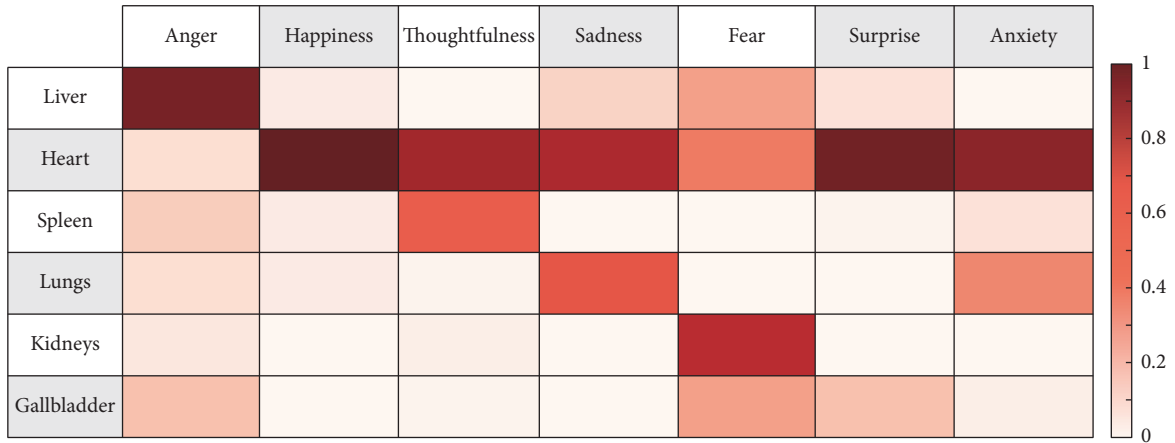 Anger Happiness Thoughtfulness Sadness Fear Surprise Anxiety
Liver
Heart
Spleen
Lungs
Kidneys
Gallbladder
1
0.8
0.6
0.4
0.2
0